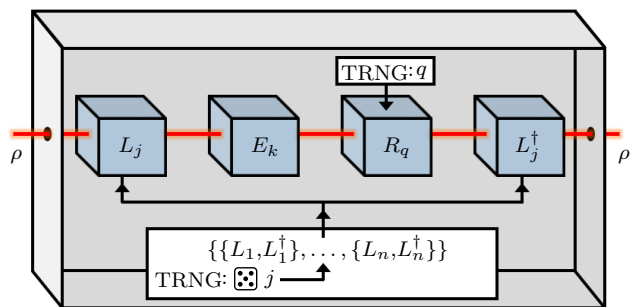 TRNG: q
L_j E_k R_q L_j^†
ρ ρ
{{L_1,L_1^†},...,{L_n,L_n^†}}
TRNG: j